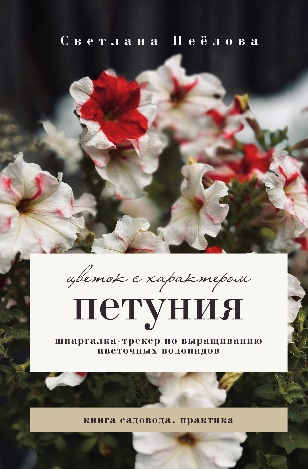 Светлана Пеёлова
цветок с характером
ПЕТУНИЯ
шпаргалка-трекер по выращиванию
цветочных водопадов
книга садовода. практика